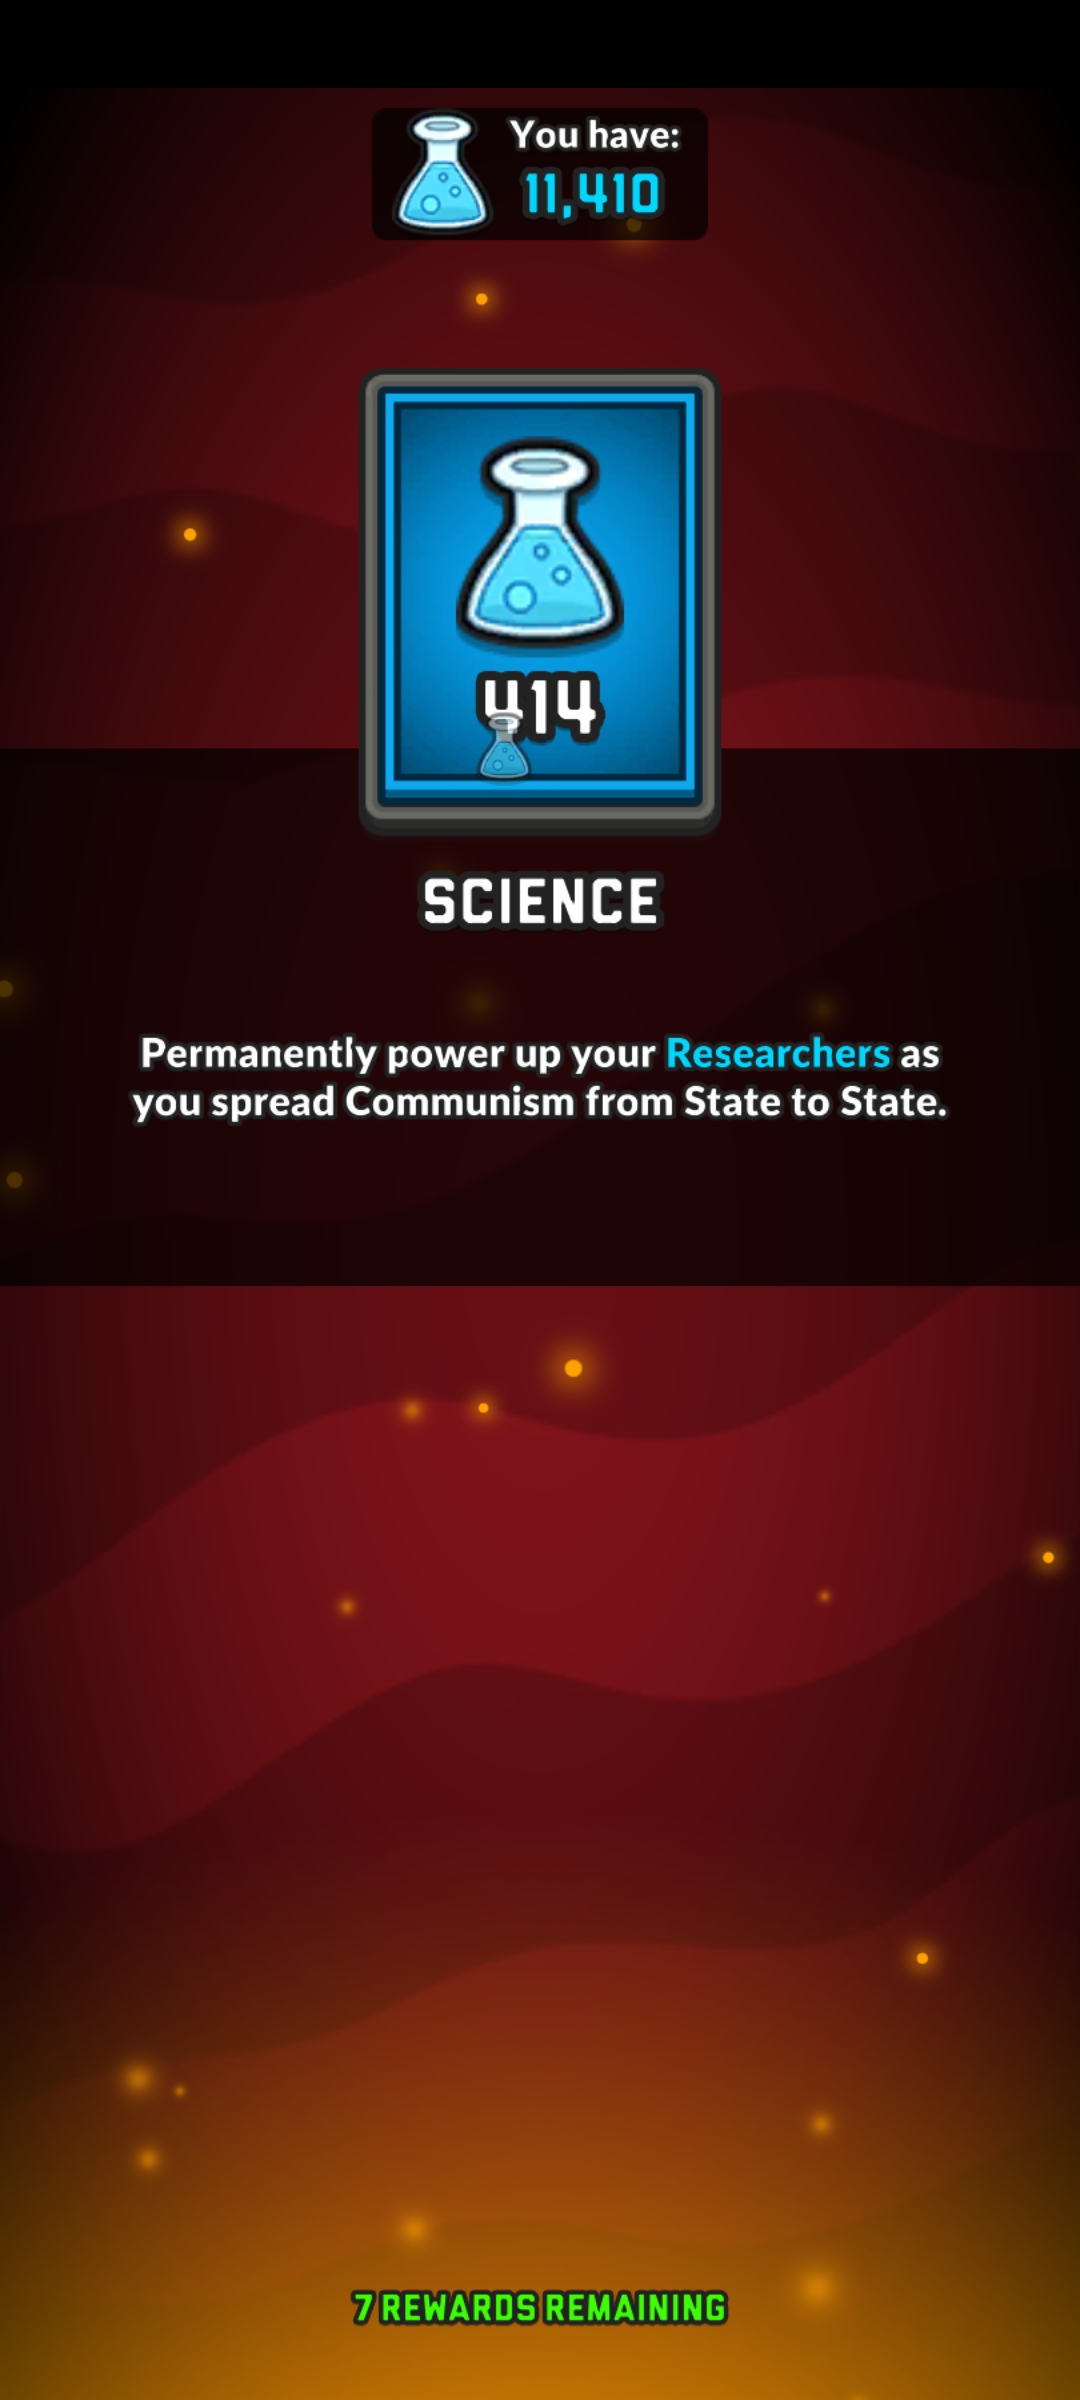 You have:
11,410
414
SCIENCE
Permanently power up your Researchers as
you spread Communism from State to State.
7 REWARDS REMAINING